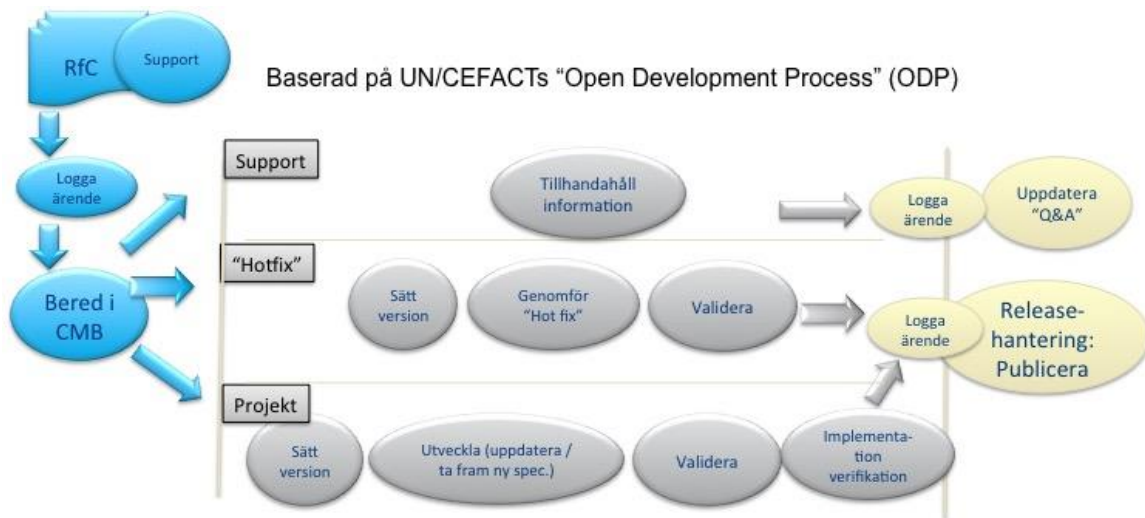 RfC
Support
Baserad på UN/CEFACTs “Open Development Process” (ODP)
Logga
ärende
Bered i
CMB
Support
Tillhandahåll
information
Logga
ärende
Uppdatera
“Q&A”
“Hotfix”
Sätt
version
Genomför
“Hot fix”
Validera
Logga
ärende
Release-
hantering:
Publicera
Projekt
Sätt
version
Utveckla (uppdatera /
ta fram ny spec.)
Validera
Implementa-
tion
verifikation